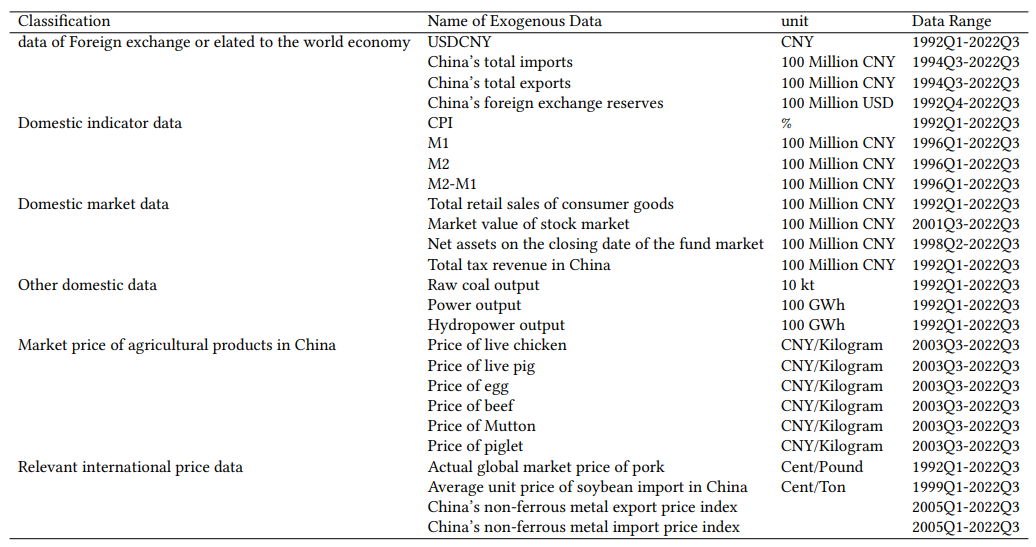 Classification Name of Exogenous Data unit Data Range
data of Foreign exchange or elated to the world economy USDCNY CNY 1992Q1-2022Q3
China's total imports 100 Million CNY 1994Q3-2022Q3
China's total exports 100 Million CNY 1994Q3-2022Q3
China's foreign exchange reserves 100 Million USD 1992Q4-2022Q3
Domestic indicator data CPI % 1992Q1-2022Q3
M1 100 Million CNY 1996Q1-2022Q3
M2 100 Million CNY 1996Q1-2022Q3
M2-M1 100 Million CNY 1996Q1-2022Q3
Domestic market data Total retail sales of consumer goods 100 Million CNY 1992Q1-2022Q3
Market value of stock market 100 Million CNY 2001Q3-2022Q3
Net assets on the closing date of the fund market 100 Million CNY 1998Q2-2022Q3
Total tax revenue in China 100 Million CNY 1992Q1-2022Q3
Other domestic data Raw coal output 10 kt 1992Q1-2022Q3
Power output 100 GWh 1992Q1-2022Q3
Hydropower output 100 GWh 1992Q1-2022Q3
Market price of agricultural products in China Price of live chicken CNY/Kilogram 2003Q3-2022Q3
Price of live pig CNY/Kilogram 2003Q3-2022Q3
Price of egg CNY/Kilogram 2003Q3-2022Q3
Price of beef CNY/Kilogram 2003Q3-2022Q3
Price of Mutton CNY/Kilogram 2003Q3-2022Q3
Price of piglet CNY/Kilogram 2003Q3-2022Q3
Relevant international price data Actual global market price of pork Cent/Pound 1992Q1-2022Q3
Average unit price of soybean import in China Cent/Ton 1999Q1-2022Q3
China's non-ferrous metal export price index 2005Q1-2022Q3
China's non-ferrous metal import price index 2005Q1-2022Q3